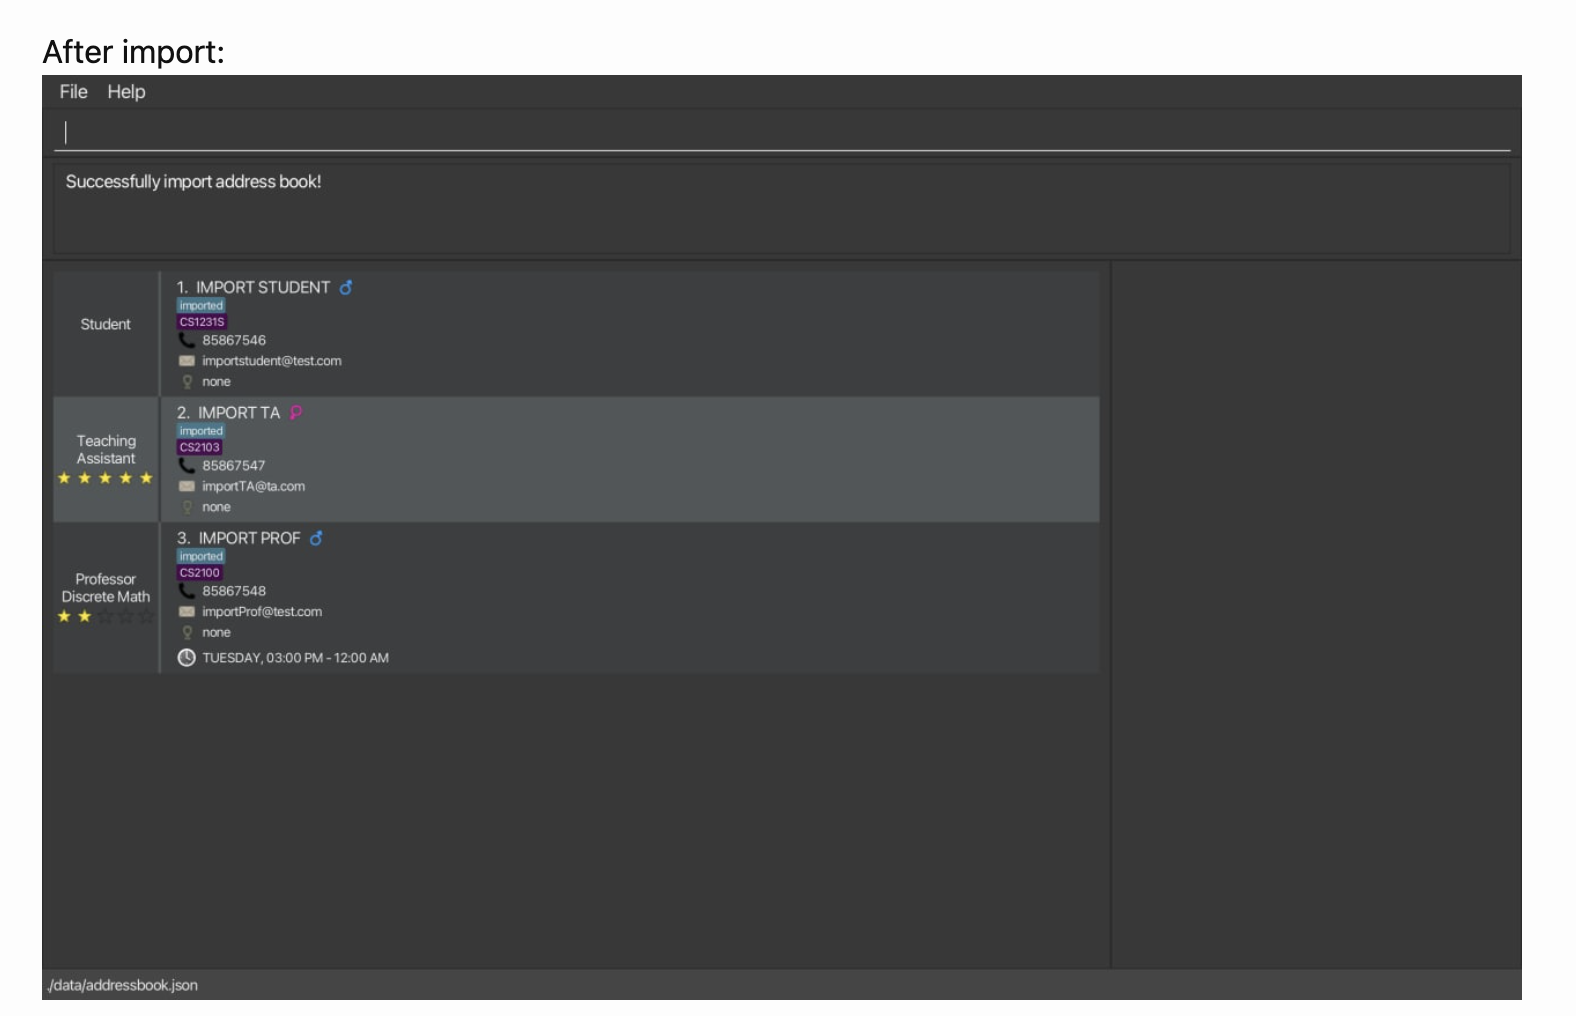 After import:
File Help
Successfully import address book!
Student
1. IMPORT STUDENT
imported
CS1231S
85867546
importstudent@test.com
none
Teaching
Assistant
2. IMPORT TA
imported
CS2103
85867547
importTA@ta.com
none
Professor
Discrete Math
3. IMPORT PROF
imported
CS2100
85867548
importProf@test.com
none
TUESDAY, 03:00 PM - 12:00 AM
./data/addressbook.json